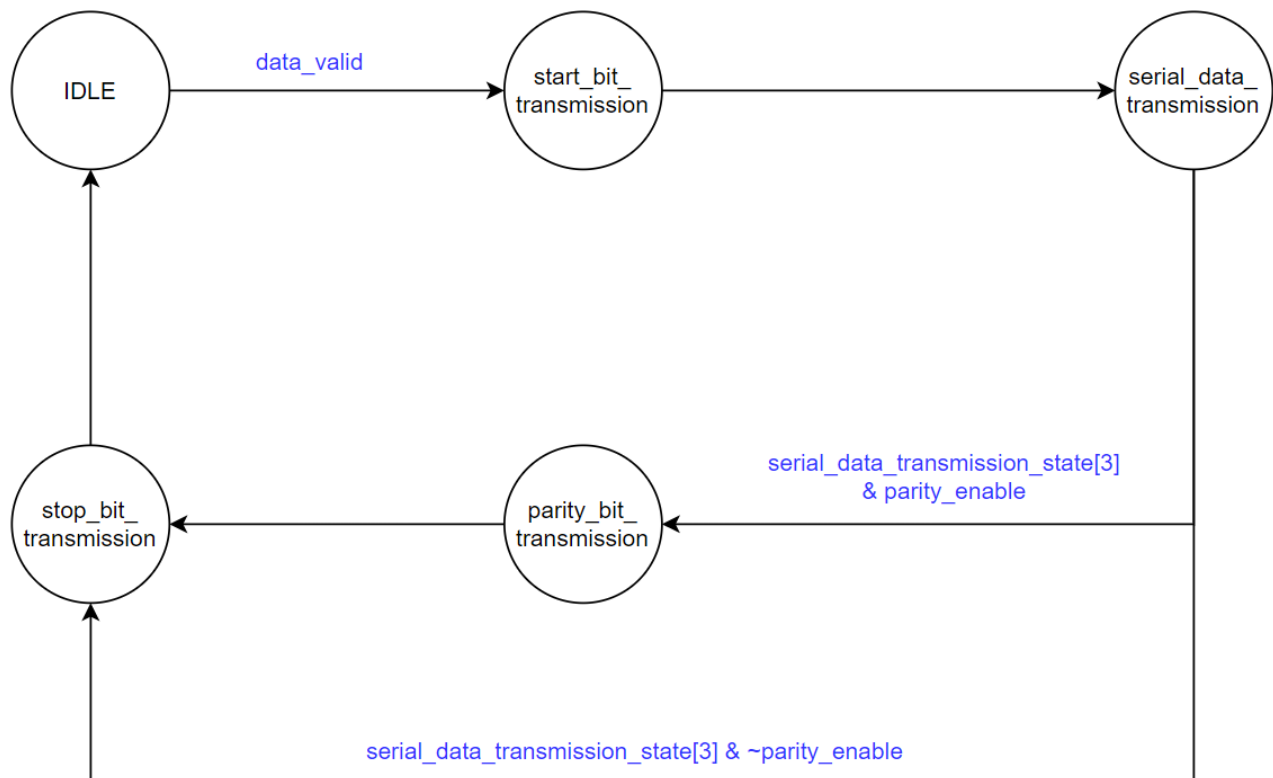 data_valid
IDLE
start_bit_
transmission
serial_data_
transmission
serial_data_transmission_state[3]
& parity_enable
stop_bit_
transmission
parity_bit_
transmission
serial_data_transmission_state[3] & ~parity_enable